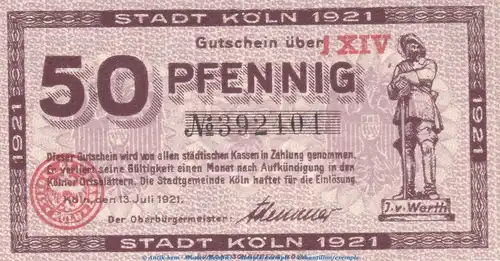 STADT KÖLN 1921
Gutschein über
J XIV
50 PFENNIG
№392101
Dieser Gutschein wird von allen städtischen Kassen in Zahlung genommen.
Er verliert seine Gültigkeit einen Monat nach Aufkündigung in den
Kölner Ortsblättern. Die Stadtgemeinde Köln haftet für die Einlösung.
Köln, den 13. Juli 1921.
Der Oberbürgermeister:
J. v. Werth
1921
1921
STADT KÖLN 1921